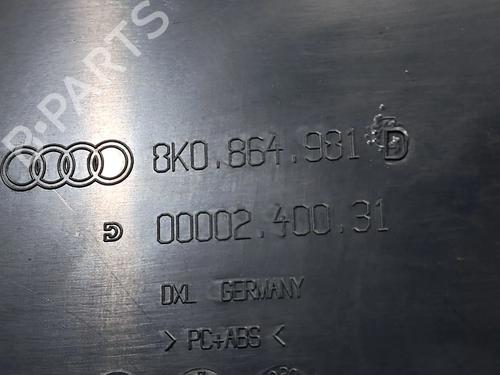 B-PARTS
8K0.864.981 D
D 00002.400.31
DXL GERMANY
> PC+ABS <